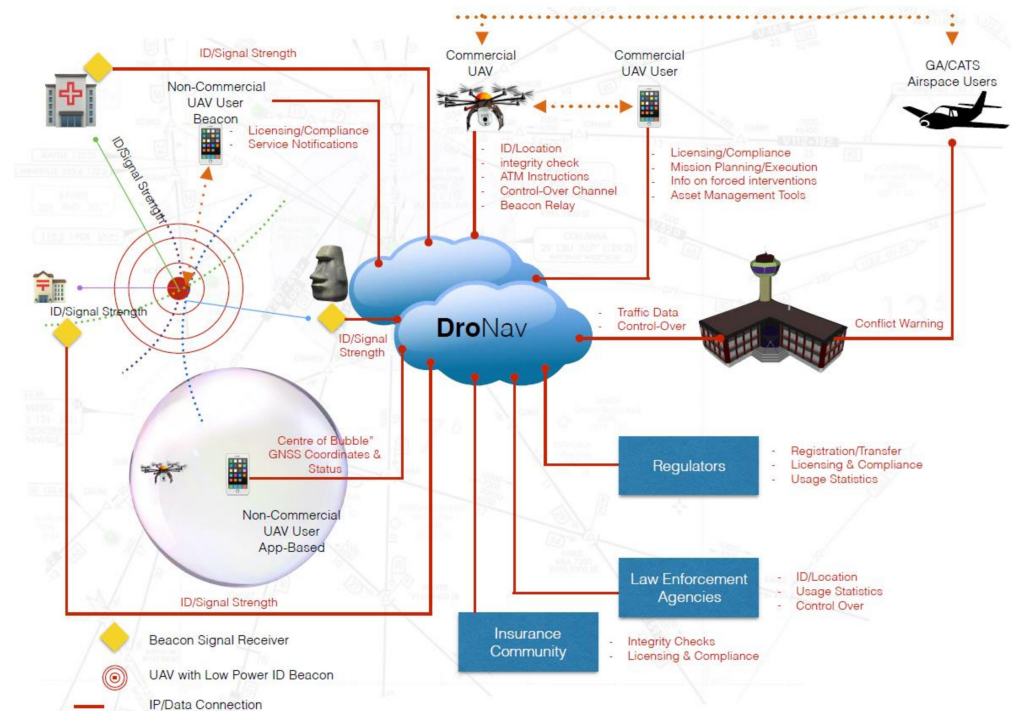 ID/Signal Strength
Non-Commercial
UAV User
Beacon
- Licensing/Compliance
- Service Notifications
ID/Signal Strength
ID/Signal Strength
Commercial
UAV
Commercial
UAV User
GA/CATS
Airspace Users
- ID/Location
- integrity check
- ATM Instructions
- Control-Over Channel
- Beacon Relay
- Licensing/Compliance
- Mission Planning/Execution
- Info on forced interventions
- Asset Management Tools
ID/Signal
Strength
DroNav
- Traffic Data
Control-Over
Conflict Warning
Centre of Bubble"
GNSS Coordinates &
Status
Non-Commercial
UAV User
App-Based
ID/Signal Strength
Regulators
- Registration/Transfer
- Licensing & Compliance
- Usage Statistics
Law Enforcement
Agencies
- ID/Location
- Usage Statistics
- Control Over
Insurance
Community
- Integrity Checks
- Licensing & Compliance
Beacon Signal Receiver
UAV with Low Power ID Beacon
IP/Data Connection